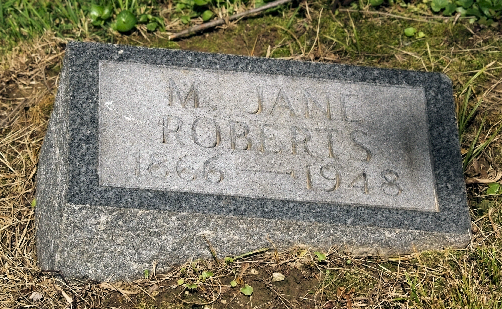 M. JANE
ROBERTS
1866 — 1948